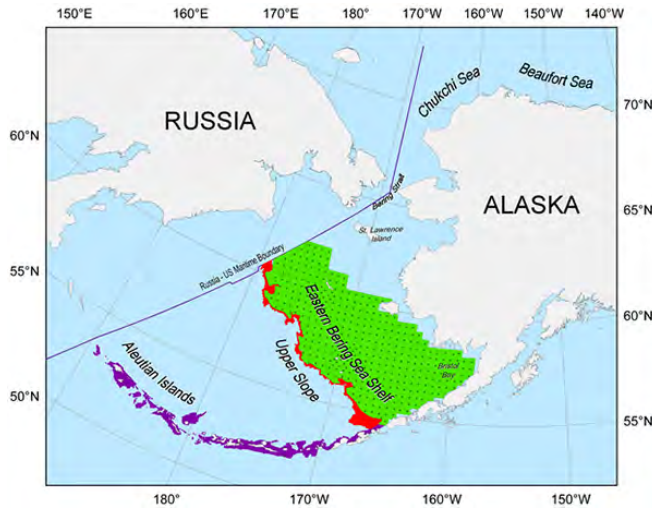 150°E 160°E 170°E 180° 170°W 160°W 150°W 140°W
Beaufort Sea
Chukchi Sea
70°N
RUSSIA
60°N
Bering Strait
ALASKA
65°N
St. Lawrence
Island
Russia - US Maritime Boundary
55°N
Eastern Bering Sea Shelf
60°N
Upper Slope
Aleutian Islands
Bristol
Bay
50°N
55°N
180° 170°W 160°W 150°W